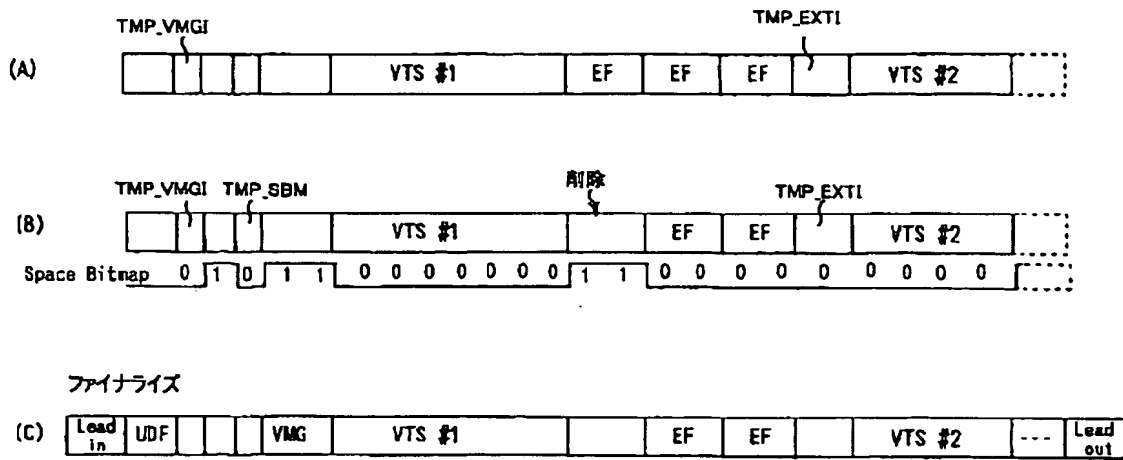 TMP_VMGI TMP_EXTI
(A) VTS #1 EF EF EF VTS #2
TMP_VMGI TMP_SBM 削除 TMP_EXTI
(B) VTS #1 EF EF VTS #2
Space Bitmap 0 1 0 1 1 0 0 0 0 0 0 0 1 1 0 0 0 0 0 0 0 0 0
ファイナライズ
(C) Lead in UDF VMG VTS #1 EF EF VTS #2 --- Lead out